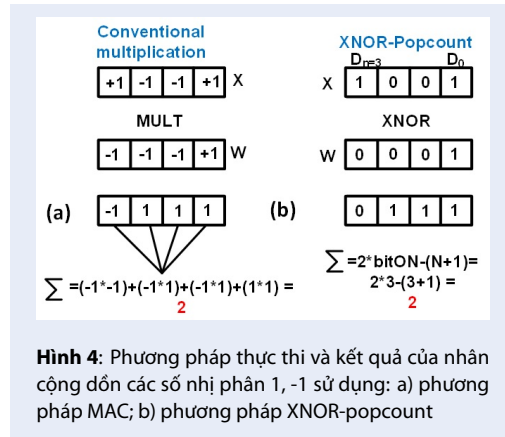 Conventional
multiplication
+1 -1 -1 +1 X
MULT
-1 -1 -1 +1 W
(a) -1 1 1 1
∑ =(-1*-1)+(-1*1)+(-1*1)+(1*1) =
2
XNOR-Popcount
Dn=3 D0
X 1 0 0 1
XNOR
W 0 0 0 1
(b) 0 1 1 1
∑=2*bitON-(N+1)=
2*3-(3+1) =
2
Hình 4: Phương pháp thực thi và kết quả của nhân
cộng dồn các số nhị phân 1, -1 sử dụng: a) phương
pháp MAC; b) phương pháp XNOR-popcount